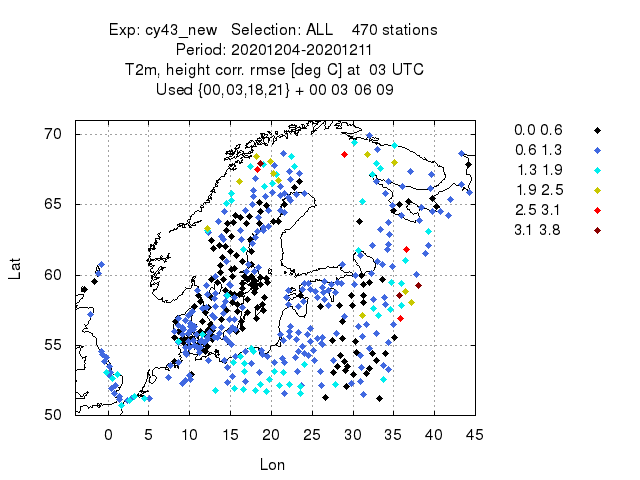 Exp: cy43_new   Selection: ALL    470 stations
Period: 20201204-20201211
T2m, height corr. rmse [deg C] at  03 UTC
Used {00,03,18,21} + 00 03 06 09
70
65
60
55
50
Lat
0 5 10 15 20 25 30 35 40 45
Lon
0.0 0.6
0.6 1.3
1.3 1.9
1.9 2.5
2.5 3.1
3.1 3.8